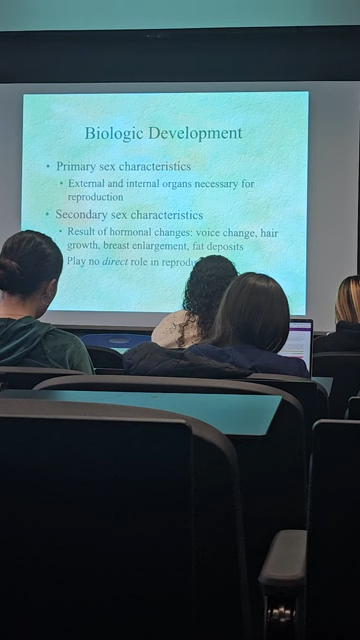 Biologic Development
• Primary sex characteristics
• External and internal organs necessary for
reproduction
• Secondary sex characteristics
• Result of hormonal changes: voice change, hair
growth, breast enlargement, fat deposits
Play no direct role in